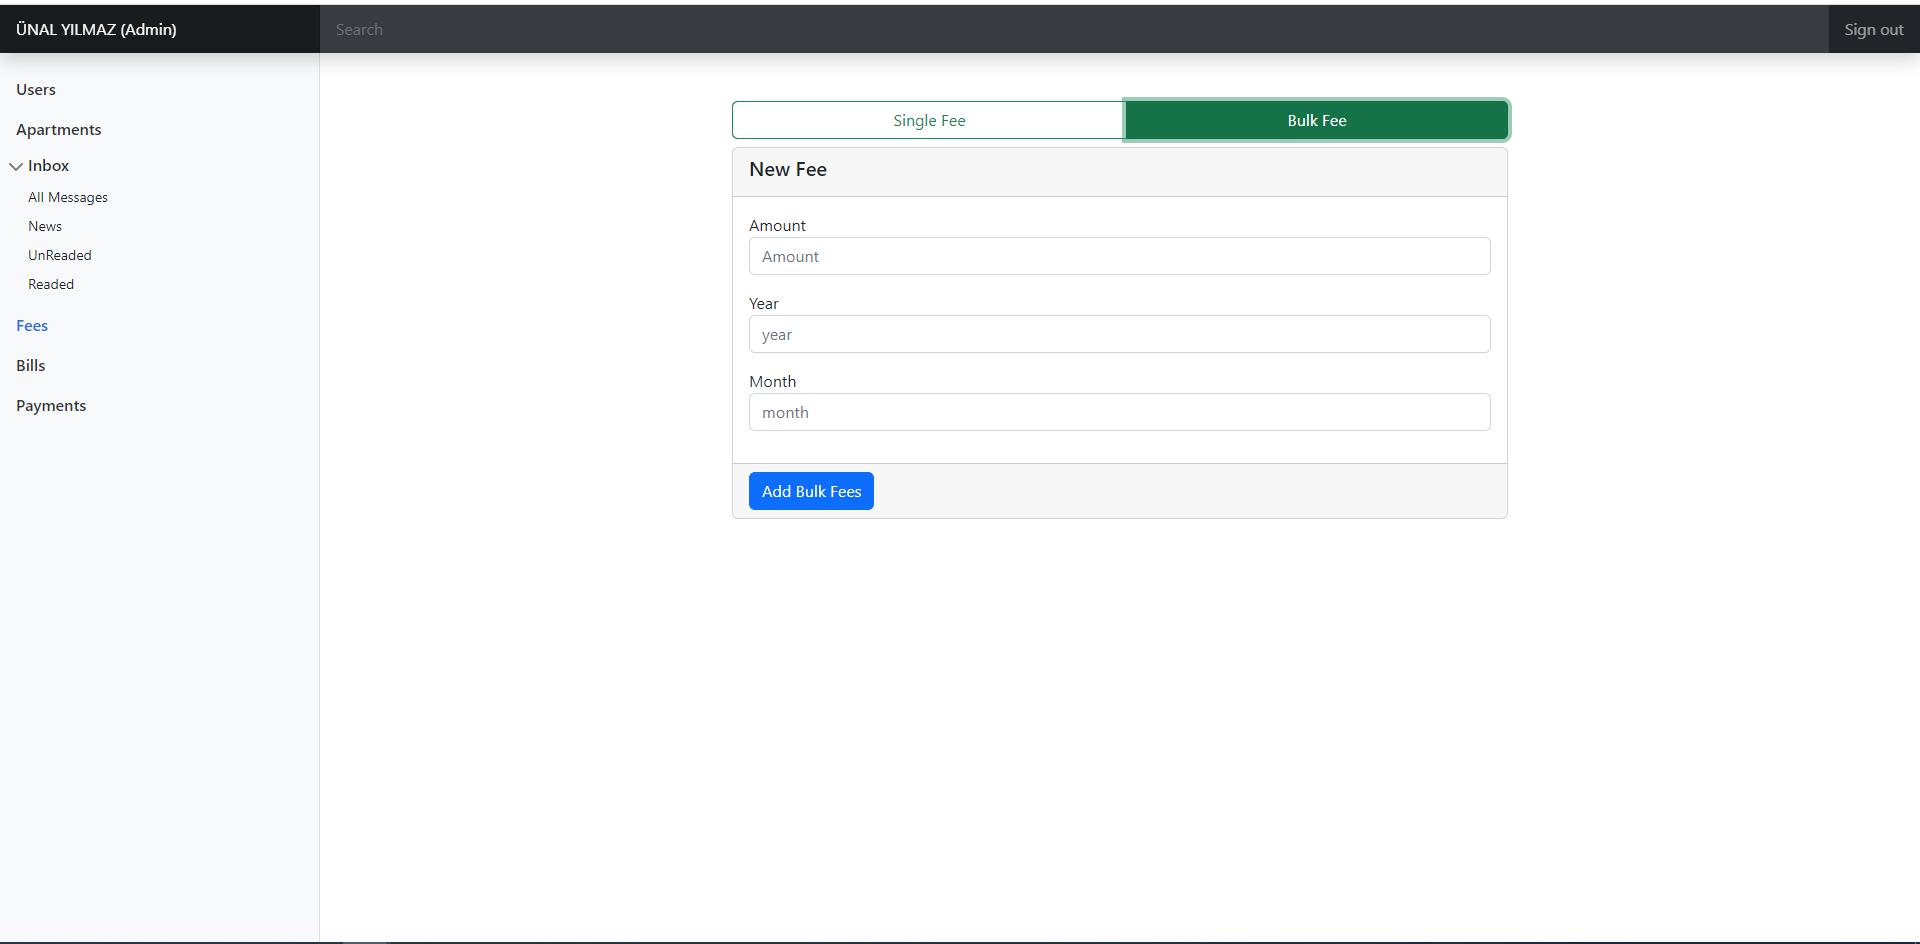 ÜNAL YILMAZ (Admin)
Search
Sign out
Users
Apartments
Inbox
All Messages
News
UnReaded
Readed
Fees
Bills
Payments
Single Fee
Bulk Fee
New Fee
Amount
Amount
Year
year
Month
month
Add Bulk Fees